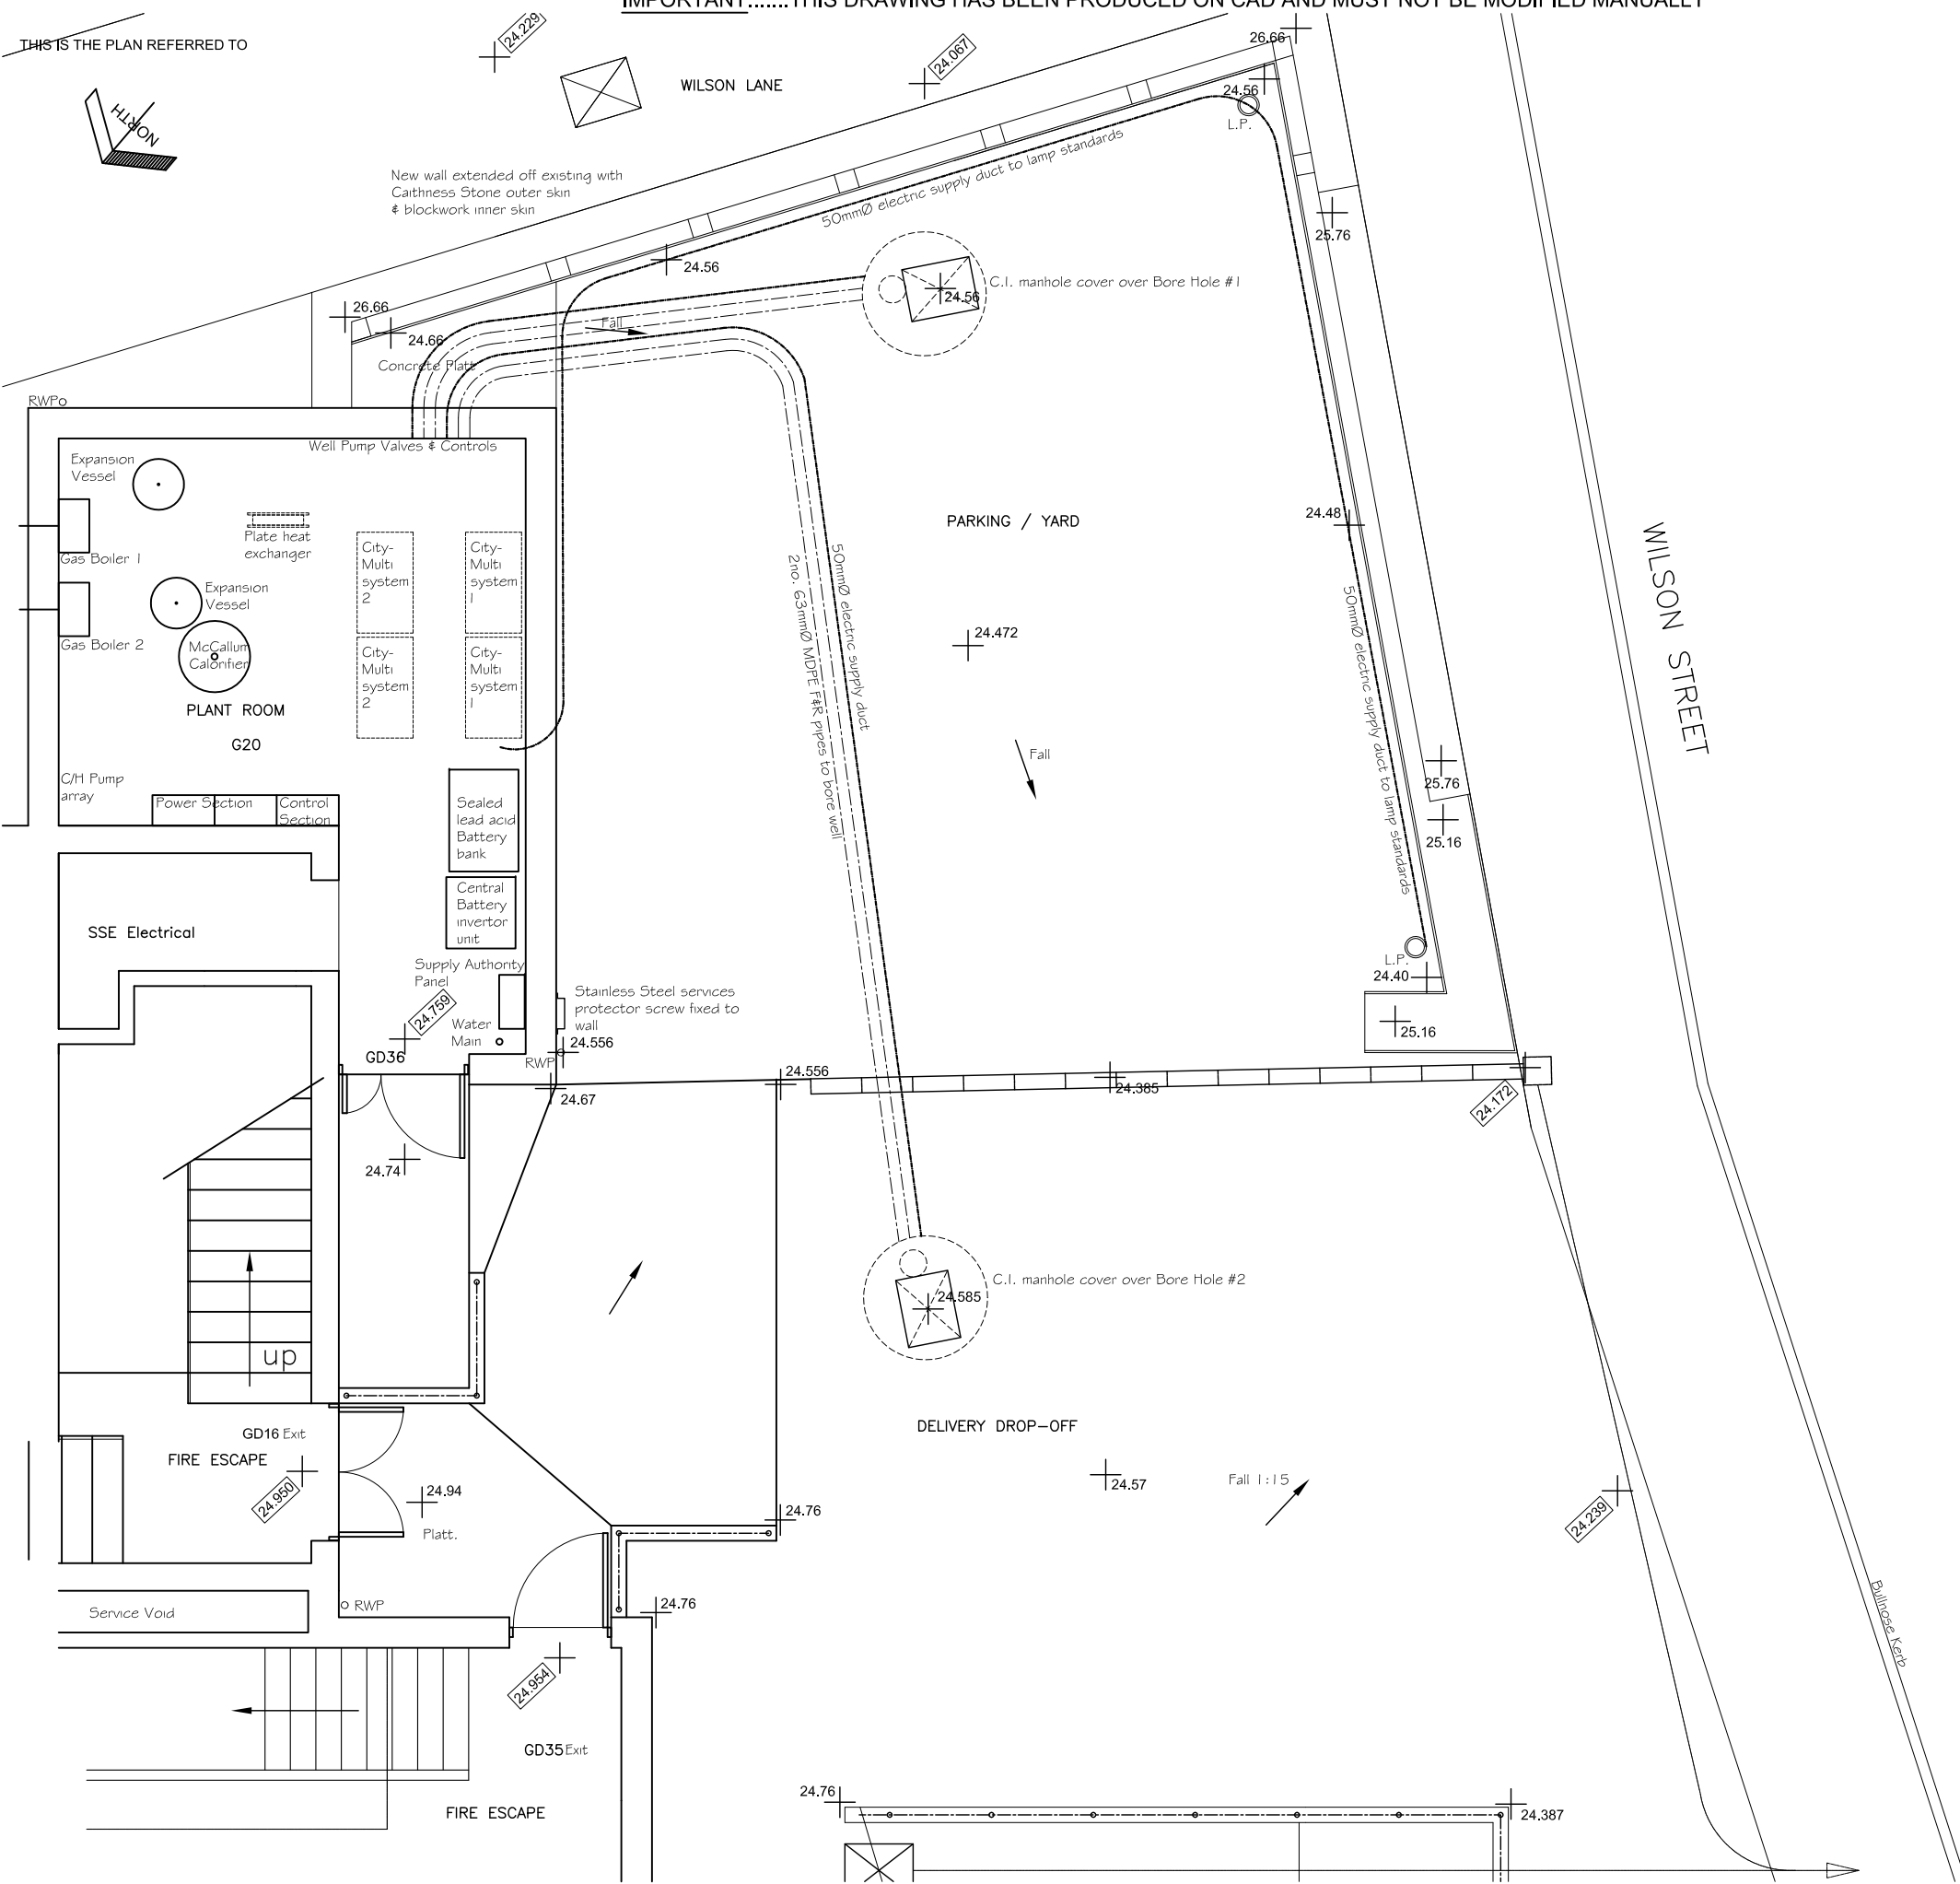 IMPORTANT.......THIS DRAWING HAS BEEN PRODUCED ON CAD AND MUST NOT BE MODIFIED MANUALLY
THIS IS THE PLAN REFERRED TO
NORTH
24.229
WILSON LANE
24.067
26.66
24.56
L.P.
New wall extended off existing with
Caithness Stone outer skin
& blockwork inner skin
50mmØ electric supply duct to lamp standards
25.76
24.56
C.I. manhole cover over Bore Hole #1
24.56
26.66
24.66
Fall
Concrete Platt
RWP
Well Pump Valves & Controls
Expansion
Vessel
Gas Boiler 1
Plate heat
exchanger
City-
Multi
system
2
City-
Multi
system
1
Expansion
Vessel
Gas Boiler 2
McCallum
Calorifier
City-
Multi
system
2
City-
Multi
system
1
PLANT ROOM
G20
C/H Pump
array
Power Section
Control
Section
Sealed
lead acid
Battery
bank
Central
Battery
invertor
unit
SSE Electrical
Supply Authority
Panel
24.759
Water
Main
GD36
Stainless Steel services
protector screw fixed to
wall
24.556
RWP
24.67
24.74
PARKING / YARD
24.48
24.472
2no. 63mmØ MDPE F&R pipes to bore well
50mmØ electric supply duct
50mmØ electric supply duct to lamp standards
Fall
WILSON STREET
25.76
25.16
L.P.
24.40
25.16
24.556
24.385
24.172
C.I. manhole cover over Bore Hole #2
24.585
up
GD16 Exit
FIRE ESCAPE
24.950
24.94
Platt.
DELIVERY DROP-OFF
24.57
Fall 1:15
24.239
24.76
24.76
RWP
Service Void
24.954
GD35 Exit
FIRE ESCAPE
24.76
24.387
Bullnose Kerb